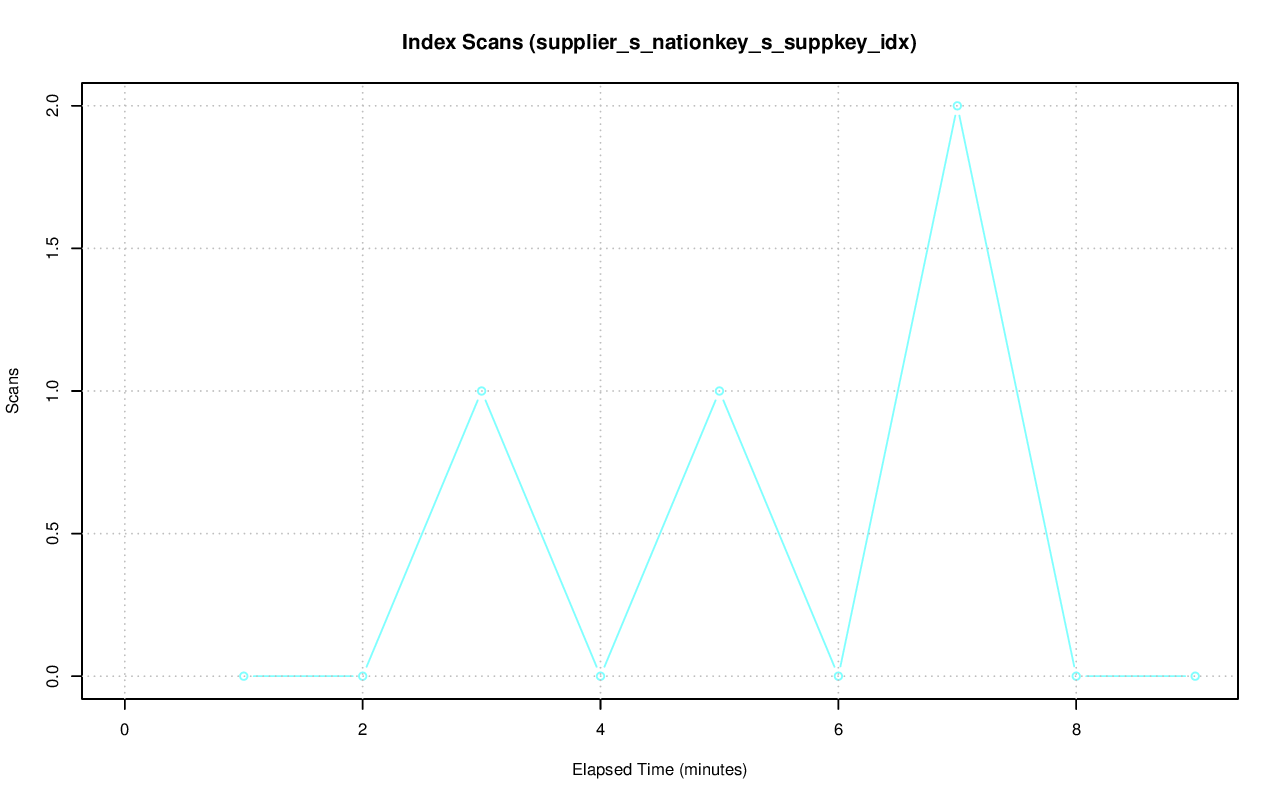 Index Scans (supplier_s_nationkey_s_suppkey_idx)
2.0
1.5
1.0
0.5
0.0
Scans
0 2 4 6 8
Elapsed Time (minutes)